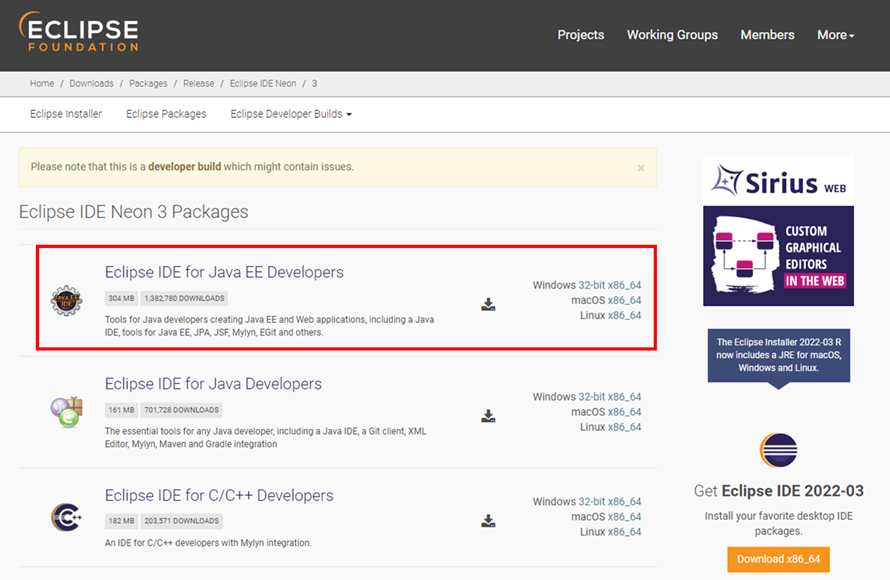 ECLIPSE
FOUNDATION
Projects Working Groups Members More
Home / Downloads / Packages / Release / Eclipse IDE Neon / 3
Eclipse Installer Eclipse Packages Eclipse Developer Builds
Please note that this is a developer build which might contain issues. ×
Eclipse IDE Neon 3 Packages
Java EE
IDE
Eclipse IDE for Java EE Developers
304 MB 1,382,780 DOWNLOADS
Tools for Java developers creating Java EE and Web applications, including a Java
IDE, tools for Java EE, JPA, JSF, Mylyn, EGit and others.
Windows 32-bit x86_64
macOS x86_64
Linux x86_64
Eclipse IDE for Java Developers
161 MB 701,728 DOWNLOADS
The essential tools for any Java developer, including a Java IDE, a Git client, XML
Editor, Mylyn, Maven and Gradle integration
Windows 32-bit x86_64
macOS x86_64
Linux x86_64
Eclipse IDE for C/C++ Developers
182 MB 203,571 DOWNLOADS
An IDE for C/C++ developers with Mylyn integration.
Windows 32-bit x86_64
macOS x86_64
Linux x86_64
Sirius WEB
CUSTOM
GRAPHICAL
EDITORS
IN THE WEB
The Eclipse Installer 2022-03 R
now includes a JRE for macOS,
Windows and Linux.
Get Eclipse IDE 2022-03
Install your favorite desktop IDE
packages.
Download x86_64